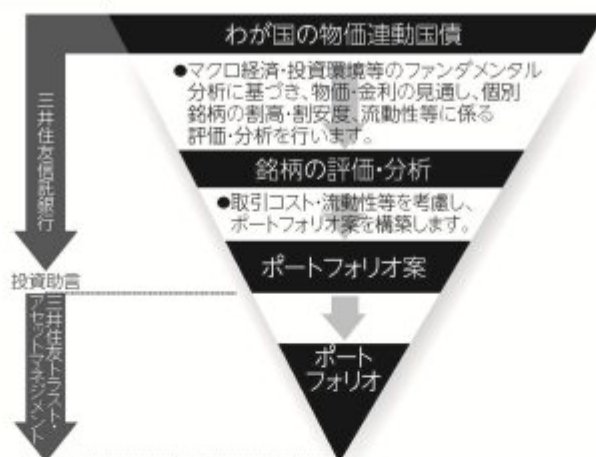 わが国の物価連動国債
●マクロ経済・投資環境等のファンダメンタル
分析に基づき、物価・金利の見通し、個別
銘柄の割高・割安度、流動性等に係る
評価・分析を行います。
銘柄の評価・分析
●取引コスト・流動性等を考慮し、
ポートフォリオ案を構築します。
ポートフォリオ案
ポート
フォリオ
三井住友信託銀行
投資助言
三井住友トラスト・
アセットマネジメント